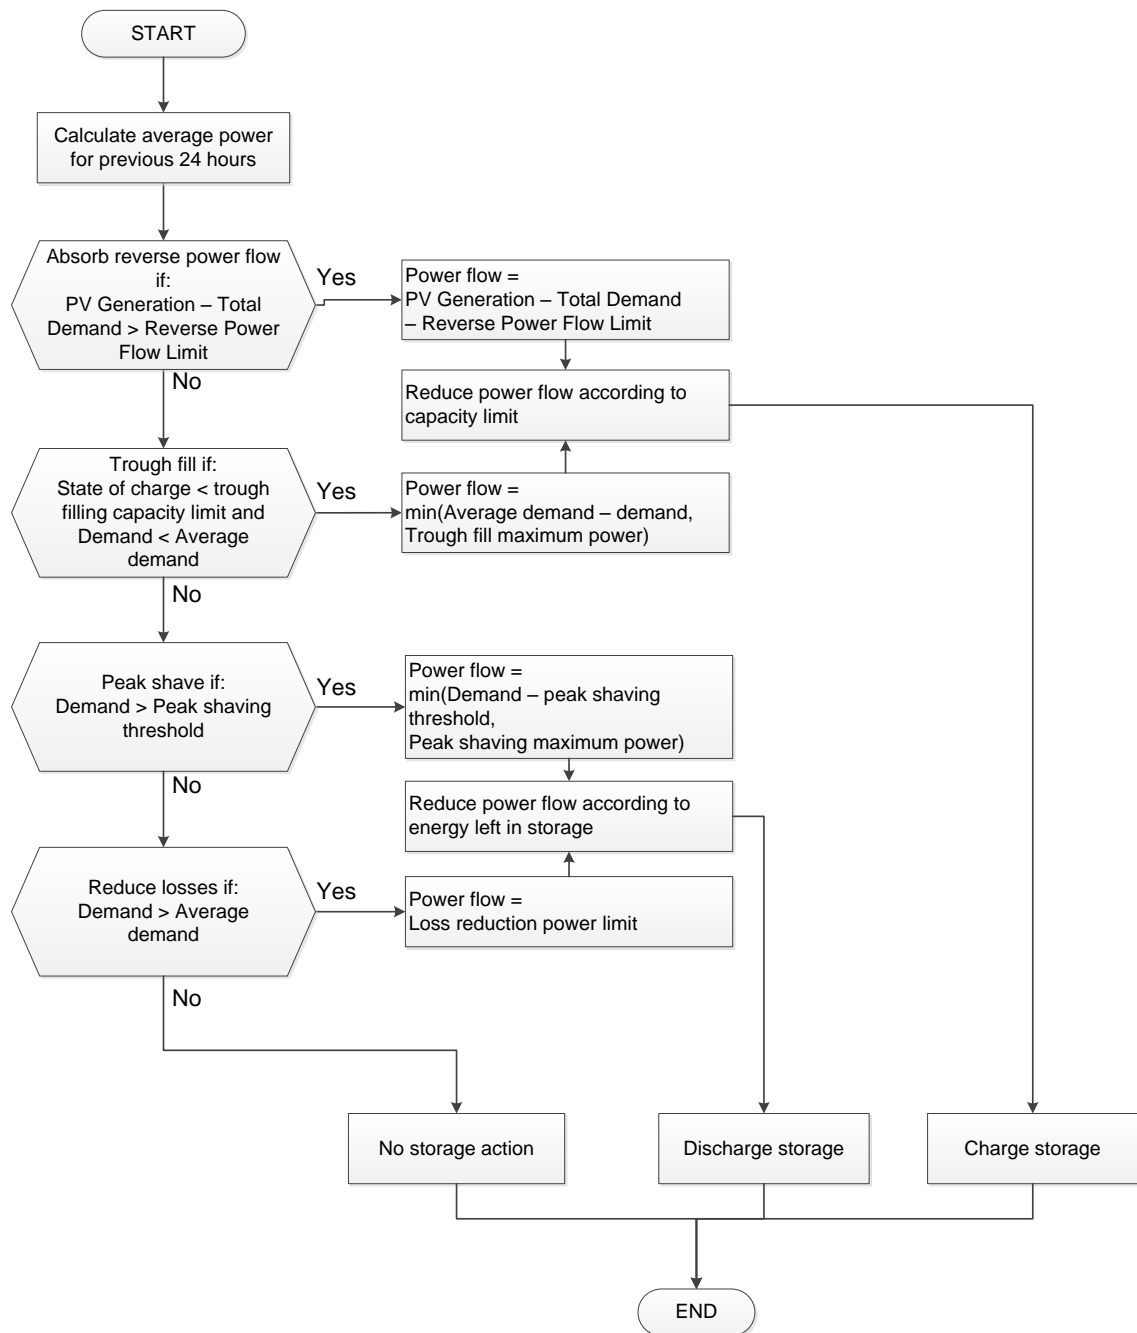 START
Calculate average power
for previous 24 hours
Absorb reverse power flow
if:
PV Generation – Total
Demand > Reverse Power
Flow Limit
Yes
Power flow =
PV Generation – Total Demand
– Reverse Power Flow Limit
No
Reduce power flow according to
capacity limit
Trough fill if:
State of charge < trough
filling capacity limit and
Demand < Average
demand
Yes
Power flow =
min(Average demand – demand,
Trough fill maximum power)
No
Peak shave if:
Demand > Peak shaving
threshold
Yes
Power flow =
min(Demand – peak shaving
threshold,
Peak shaving maximum power)
No
Reduce power flow according to
energy left in storage
Reduce losses if:
Demand > Average
demand
Yes
Power flow =
Loss reduction power limit
No
No storage action
Discharge storage
Charge storage
END